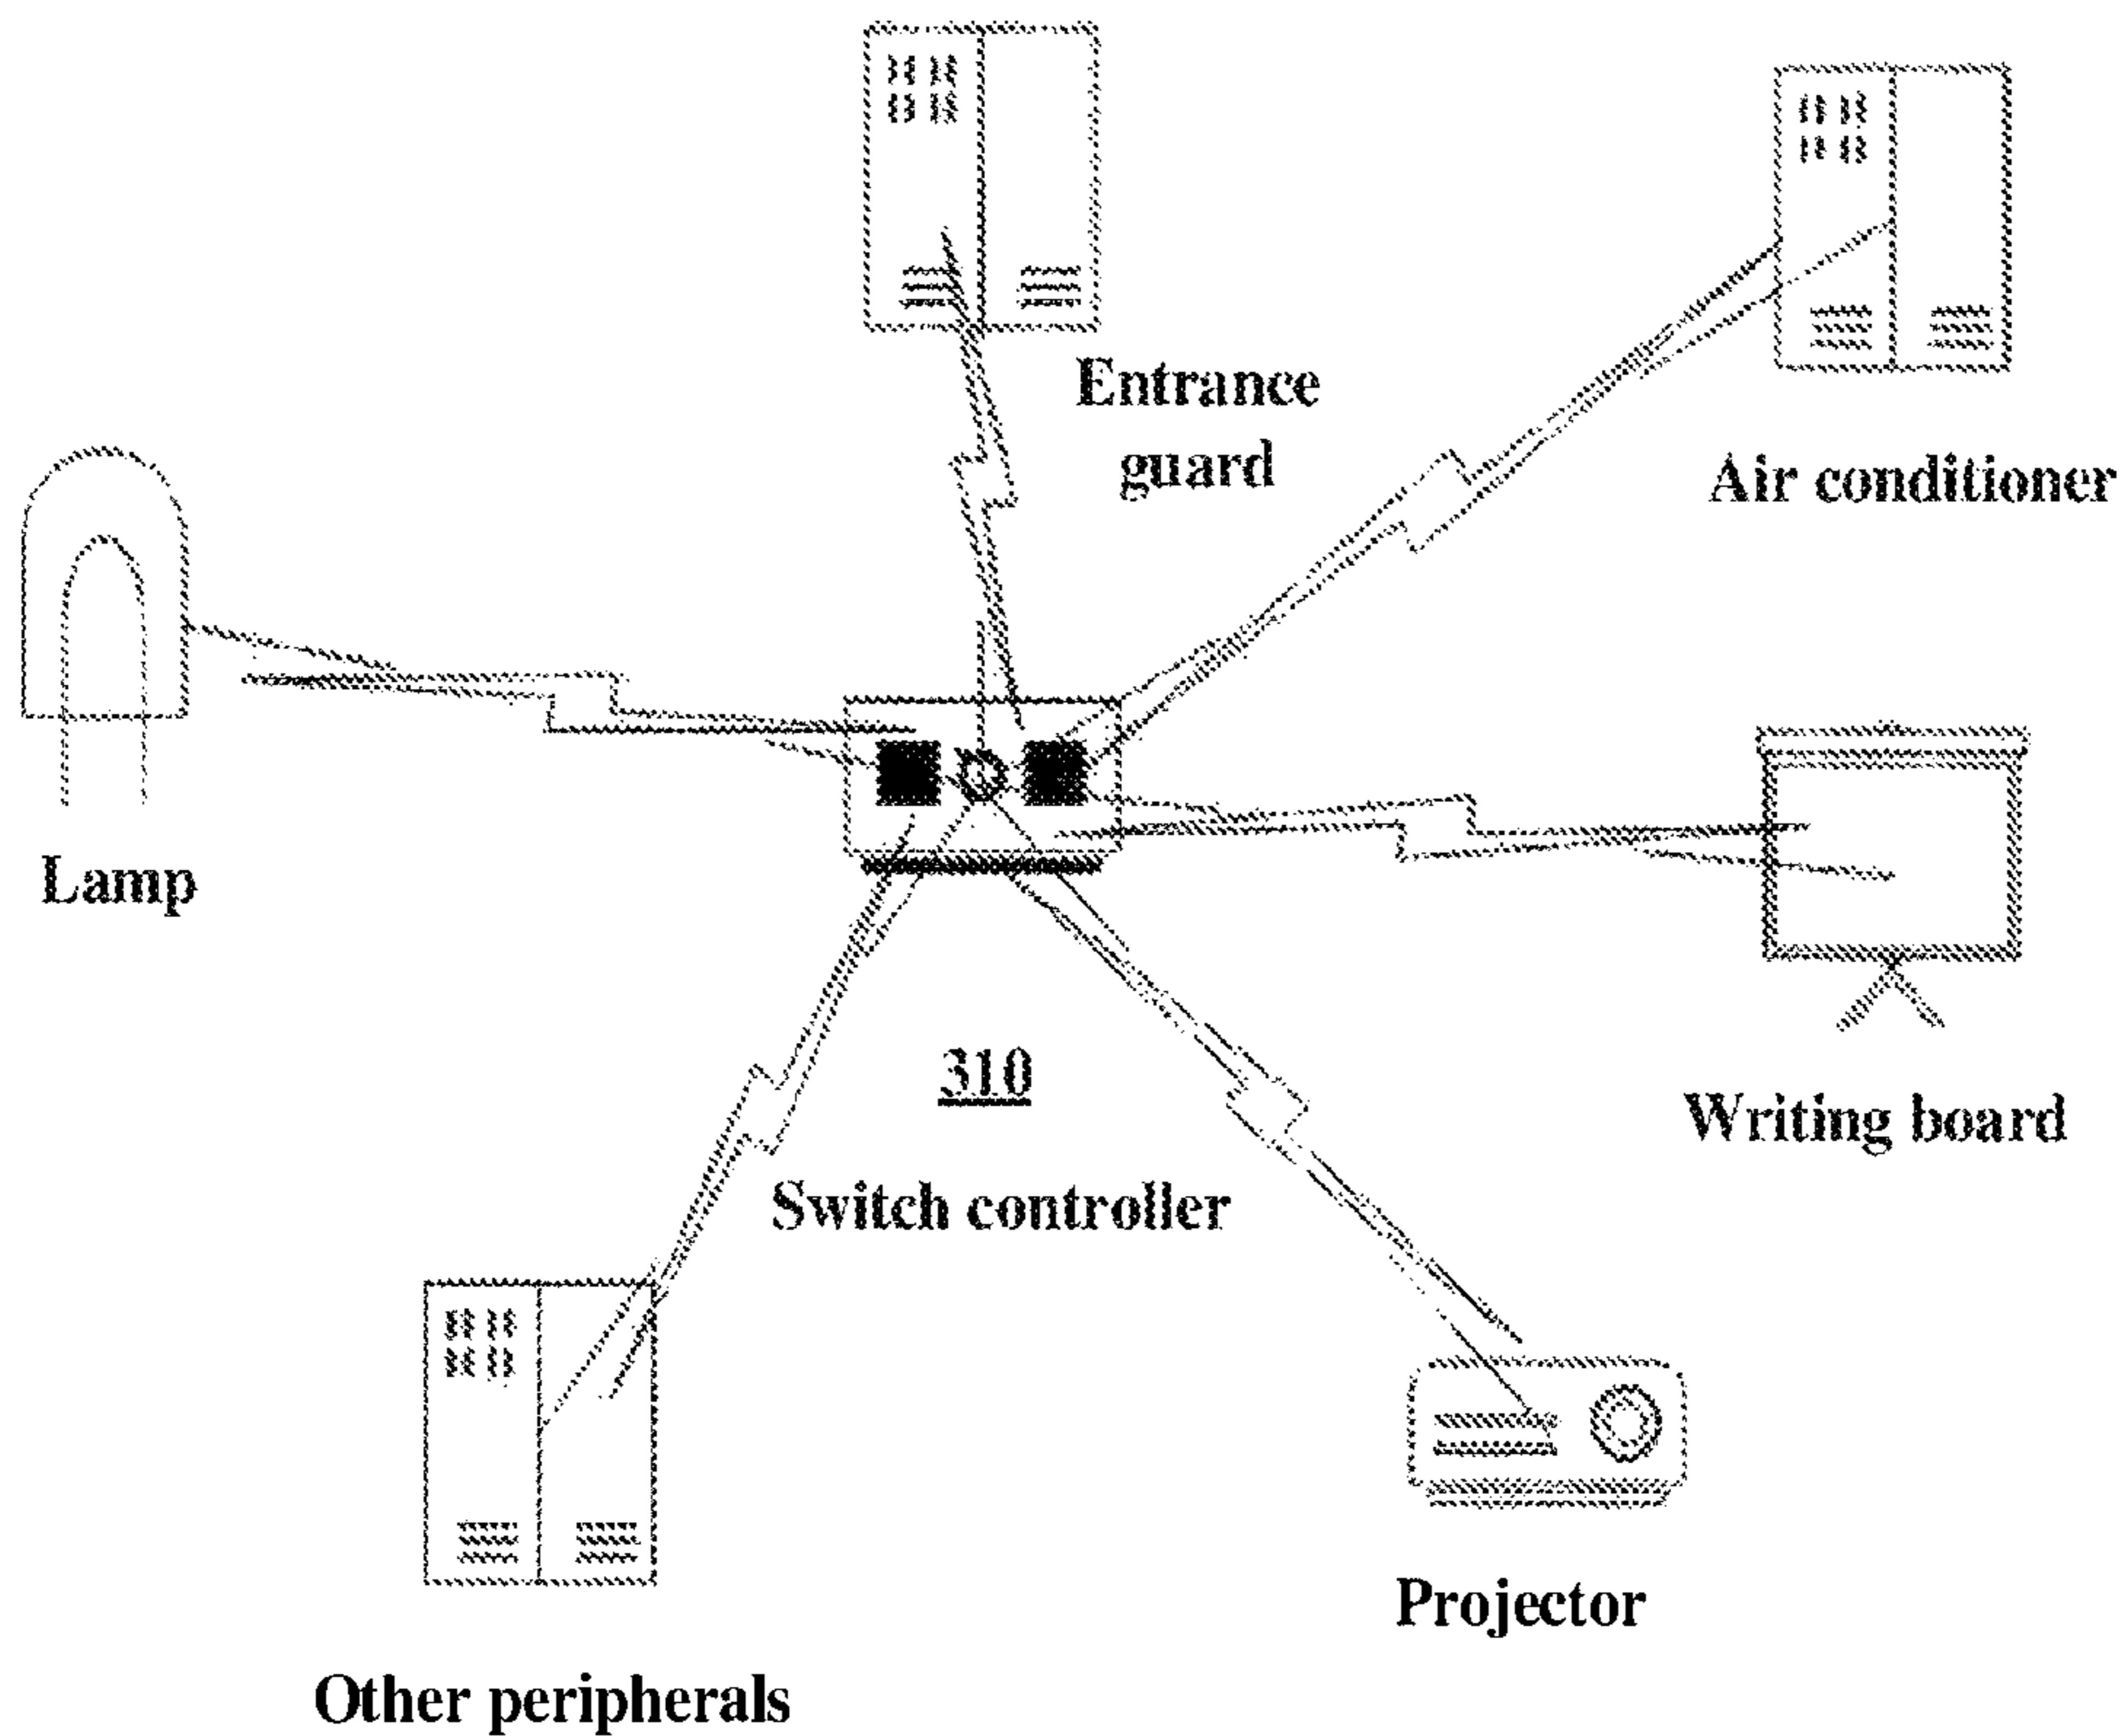 Entrance
guard
Air conditioner
Lamp
310
Switch controller
Writing board
Projector
Other peripherals